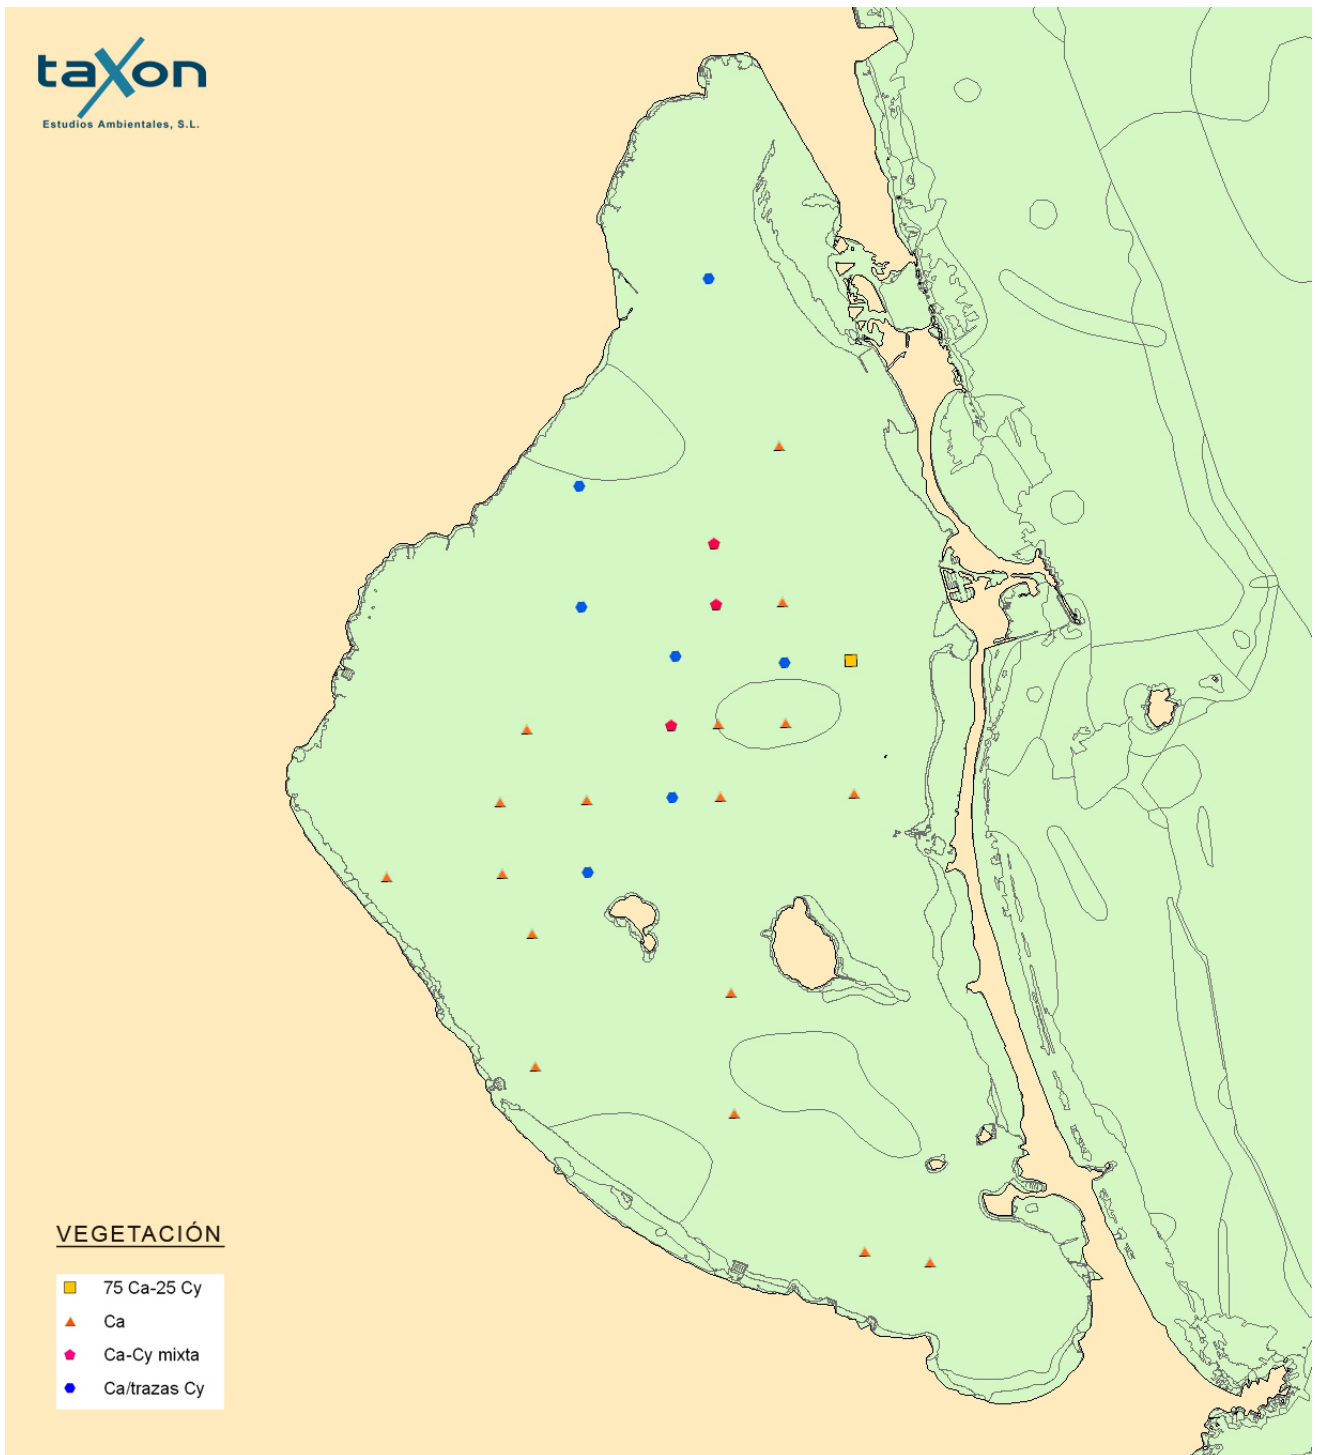 taxon
Estudios Ambientales, S.L.
VEGETACIÓN
75 Ca-25 Cy
Ca
Ca-Cy mixta
Ca/trazas Cy